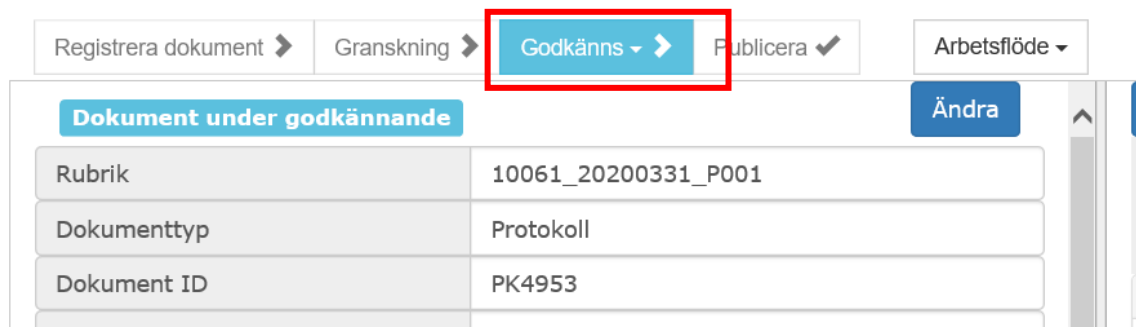 Registrera dokument Granskning Godkänns Publicera Arbetsflöde
Dokument under godkännande Ändra
Rubrik 10061_20200331_P001
Dokumenttyp Protokoll
Dokument ID PK4953